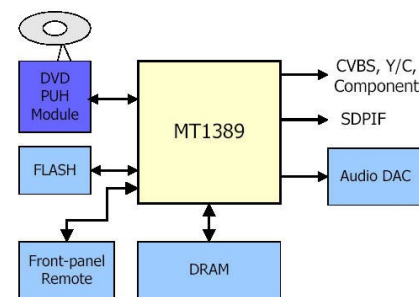 DVD
PUH
Module
MT1389
CVBS, Y/C,
Component
SDPIF
FLASH
Audio DAC
Front-panel
Remote
DRAM